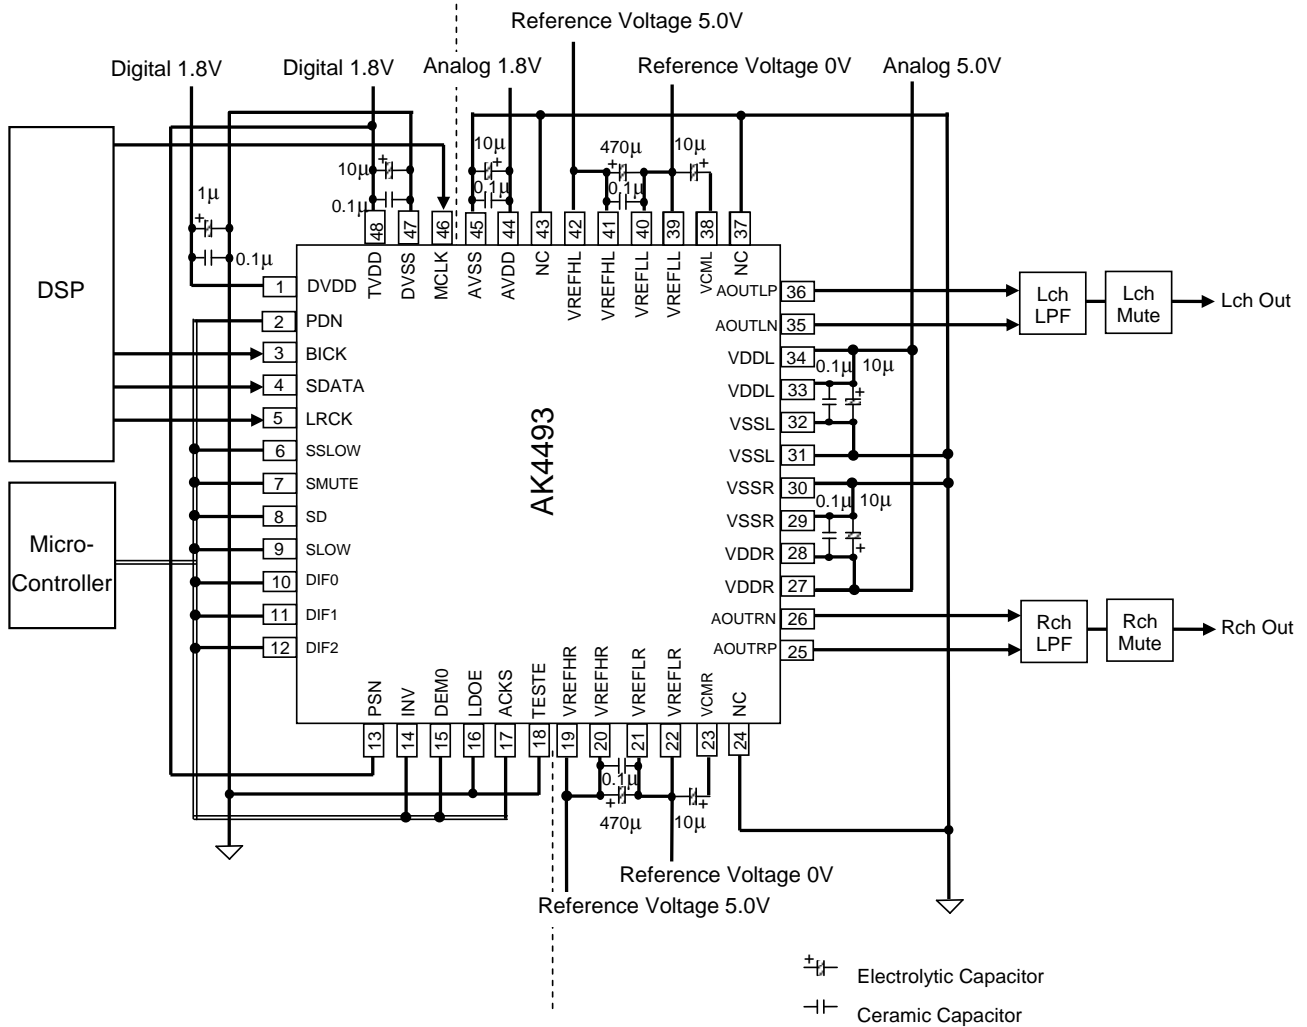 Reference Voltage 5.0V
Digital 1.8V
Digital 1.8V
Analog 1.8V
Reference Voltage 0V
Analog 5.0V
10μ
470μ
10μ
10μ
0.1μ
0.1μ
0.1μ
1μ
0.1μ
48
47
46
45
44
43
42
41
40
39
38
37
TVDD
DVSS
MCLK
AVSS
AVDD
NC
VREFHL
VREFHL
VREFLL
VREFLL
VCML
NC
DSP
Micro-
Controller
1 DVDD
2 PDN
3 BICK
4 SDATA
5 LRCK
6 SSLOW
7 SMUTE
8 SD
9 SLOW
10 DIF0
11 DIF1
12 DIF2
AK4493
AOUTLP 36
AOUTLN 35
VDDL 34
VDDL 33
VSSL 32
VSSL 31
VSSR 30
VSSR 29
VDDR 28
VDDR 27
AOUTRN 26
AOUTRP 25
0.1μ
10μ
0.1μ
10μ
Lch
LPF
Lch
Mute
Lch Out
Rch
LPF
Rch
Mute
Rch Out
PSN
INV
DEM0
LDOE
ACKS
TESTE
VREFHR
VREFHR
VREFLR
VREFLR
VCMR
NC
13
14
15
16
17
18
19
20
21
22
23
24
0.1μ
470μ
10μ
Reference Voltage 0V
Reference Voltage 5.0V
Electrolytic Capacitor
Ceramic Capacitor